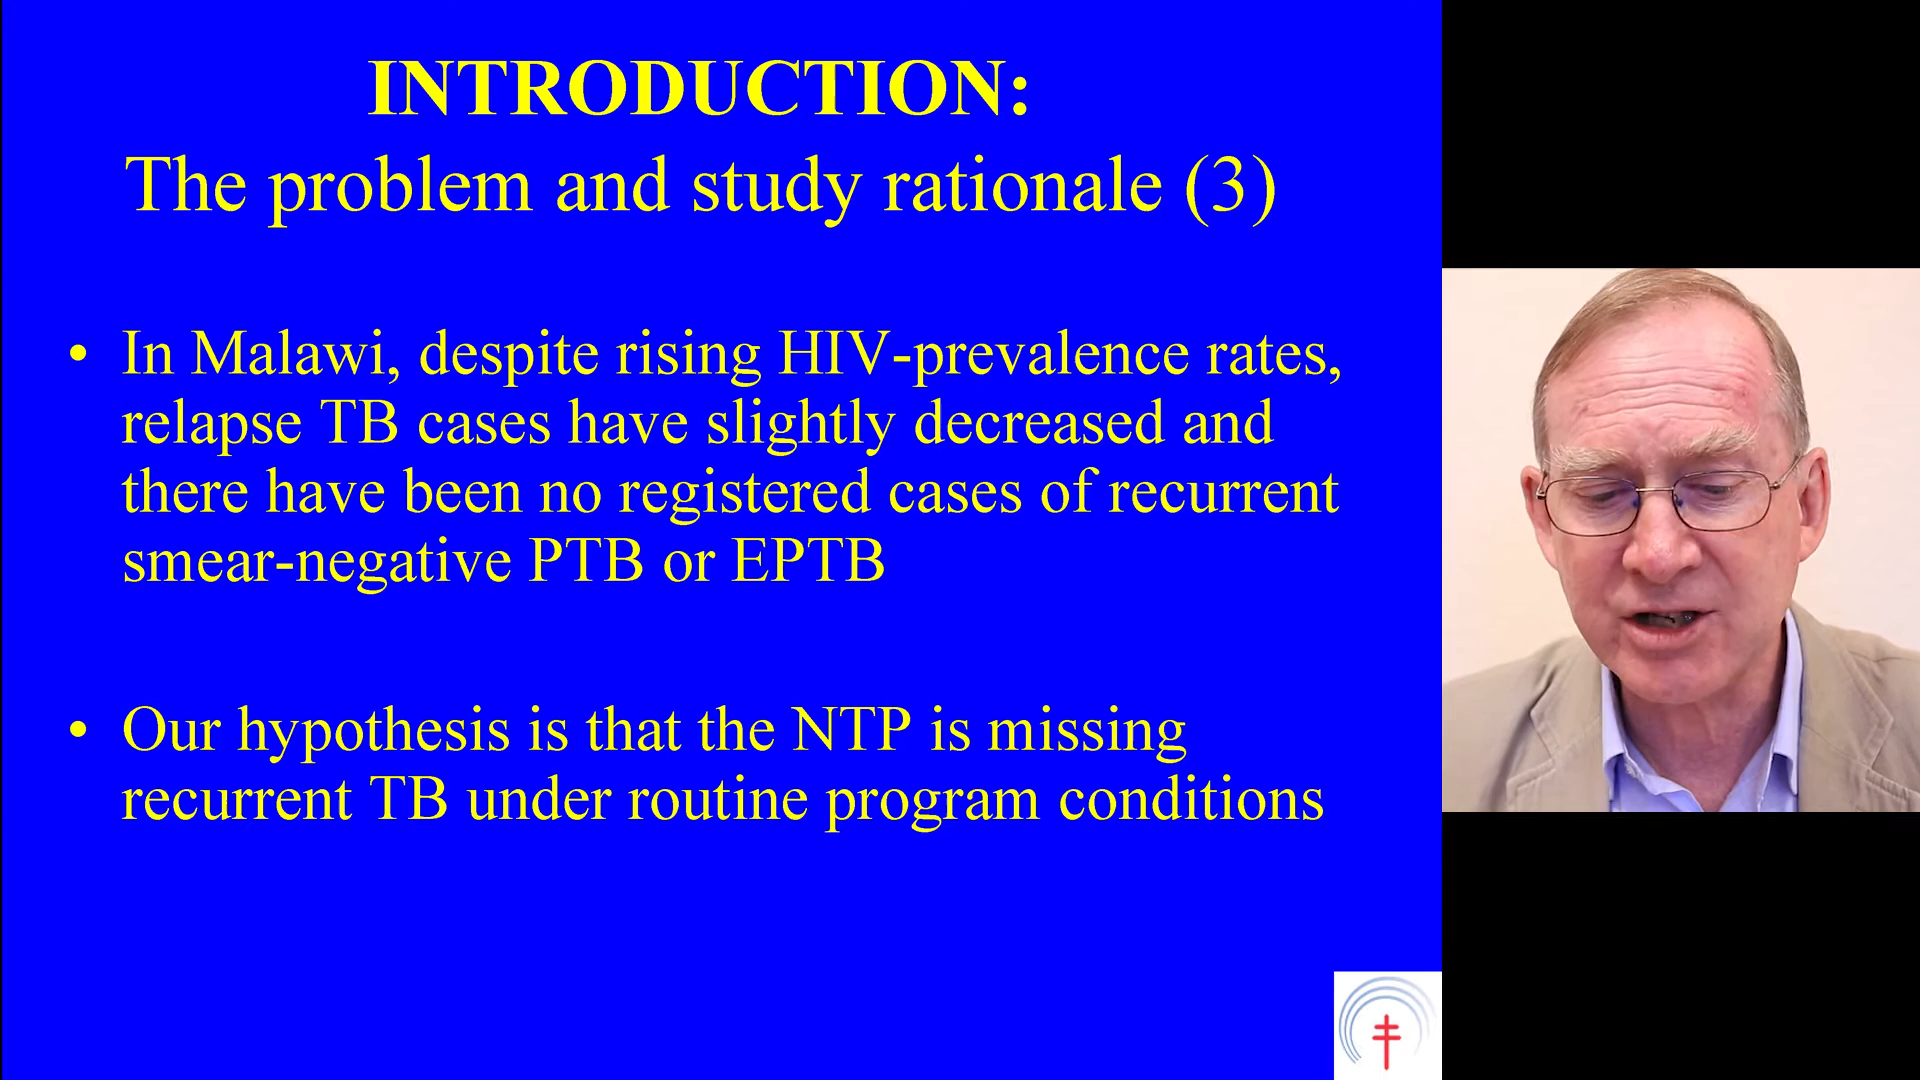 INTRODUCTION:
The problem and study rationale (3)
• In Malawi, despite rising HIV-prevalence rates,
relapse TB cases have slightly decreased and
there have been no registered cases of recurrent
smear-negative PTB or EPTB
• Our hypothesis is that the NTP is missing
recurrent TB under routine program conditions